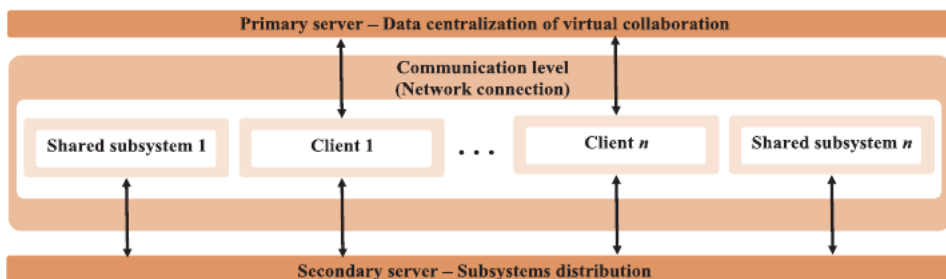 Primary server – Data centralization of virtual collaboration
Communication level
(Network connection)
Shared subsystem 1
Client 1
. . .
Client n
Shared subsystem n
Secondary server – Subsystems distribution